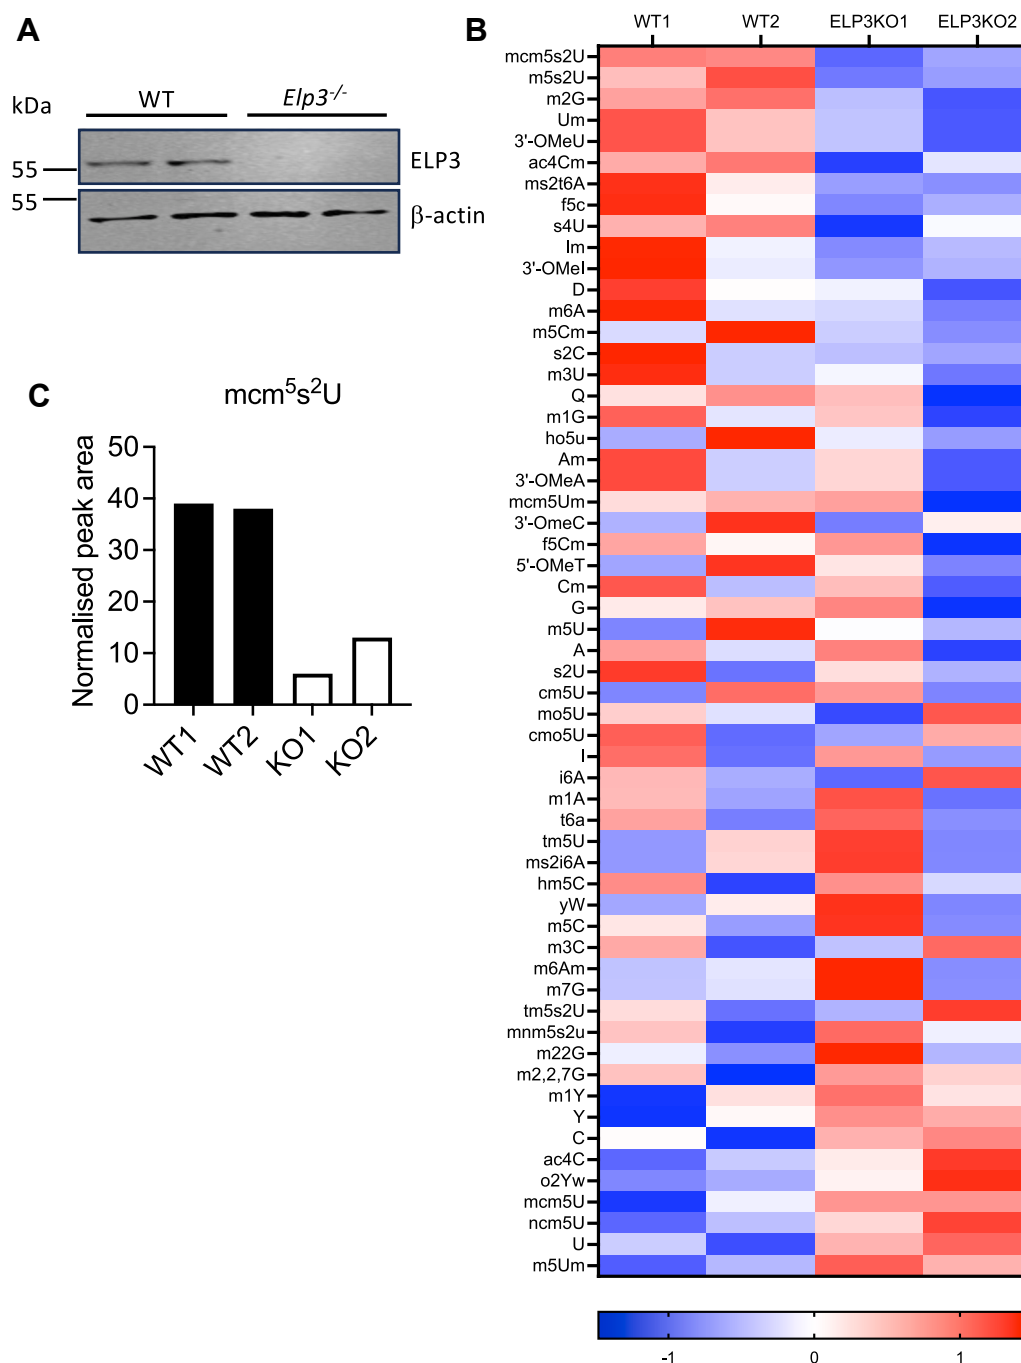 A
kDa
WT
Elp3-/-
55
ELP3
55
β-actin
B
WT1
WT2
ELP3KO1
ELP3KO2
mcm5s2U
m5s2U
m2G
Um
3'-OMeU
ac4Cm
ms2t6A
f5c
s4U
Im
3'-OMeI
D
m6A
m5Cm
s2C
m3U
Q
m1G
ho5u
Am
3'-OMeA
mcm5Um
3'-OmeC
f5Cm
5'-OMeT
Cm
G
m5U
A
s2U
cm5U
mo5U
cmo5U
I
i6A
m1A
t6a
tm5U
ms2i6A
hm5C
yW
m5C
m3C
m6Am
m7G
tm5s2U
mnm5s2u
m22G
m2,2,7G
m1Y
Y
C
ac4C
o2Yw
mcm5U
ncm5U
U
m5Um
-1
0
1
C
mcm⁵s²U
Normalised peak area
50
40
30
20
10
0
WT1
WT2
KO1
KO2